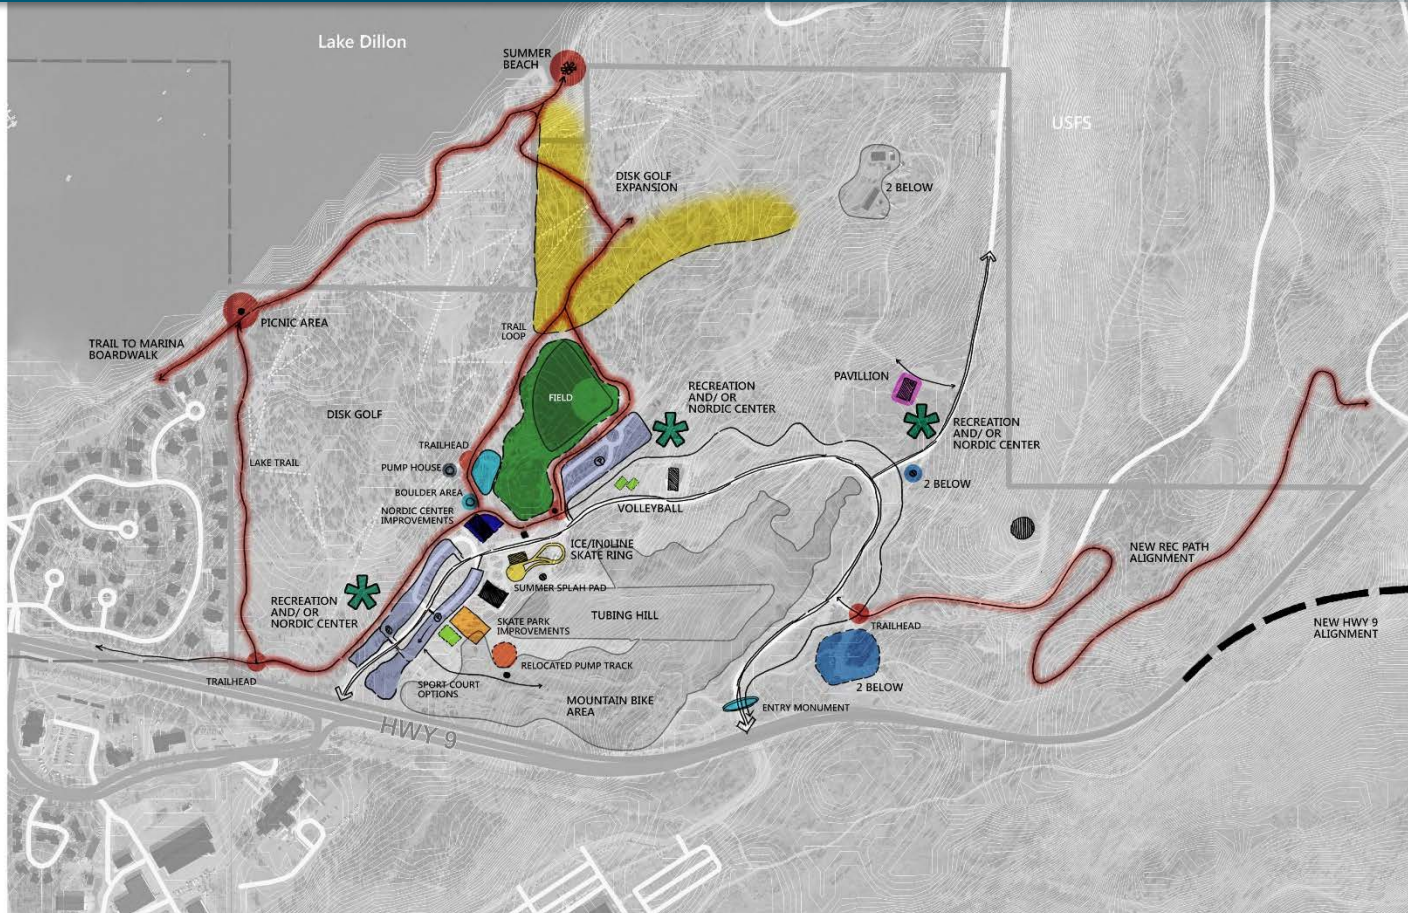 Lake Dillon
SUMMER
BEACH
USFS
DISK GOLF
EXPANSION
2 BELOW
PICNIC AREA
TRAIL
LOOP
TRAIL TO MARINA
BOARDWALK
PAVILLION
RECREATION
AND/ OR
NORDIC CENTER
FIELD
DISK GOLF
RECREATION
AND/ OR
NORDIC CENTER
TRAILHEAD
LAKE TRAIL
PUMP HOUSE
2 BELOW
BOULDER AREA
VOLLEYBALL
NORDIC CENTER
IMPROVEMENTS
ICE/IN0LINE
SKATE RING
NEW REC PATH
ALIGNMENT
SUMMER SPLAH PAD
RECREATION
AND/ OR
NORDIC CENTER
TUBING HILL
SKATE PARK
IMPROVEMENTS
TRAILHEAD
NEW HWY 9
ALIGNMENT
RELOCATED PUMP TRACK
TRAILHEAD
SPORT COURT
OPTIONS
2 BELOW
MOUNTAIN BIKE
AREA
ENTRY MONUMENT
HWY 9